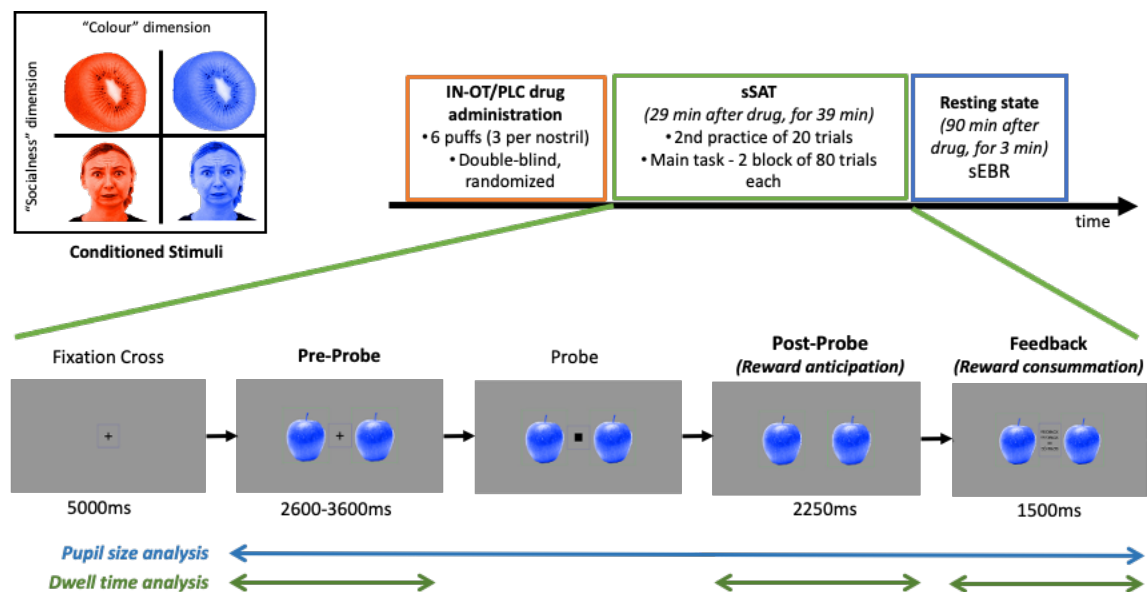 “Colour” dimension
“Socialness” dimension
Conditioned Stimuli
IN-OT/PLC drug
administration
• 6 puffs (3 per nostril)
• Double-blind,
randomized
sSAT
(29 min after drug, for 39 min)
• 2nd practice of 20 trials
• Main task - 2 block of 80 trials
each
Resting state
(90 min after
drug, for 3 min)
sEBR
time
Fixation Cross
Pre-Probe
Probe
Post-Probe
(Reward anticipation)
Feedback
(Reward consummation)
5000ms
2600-3600ms
2250ms
1500ms
Pupil size analysis
Dwell time analysis